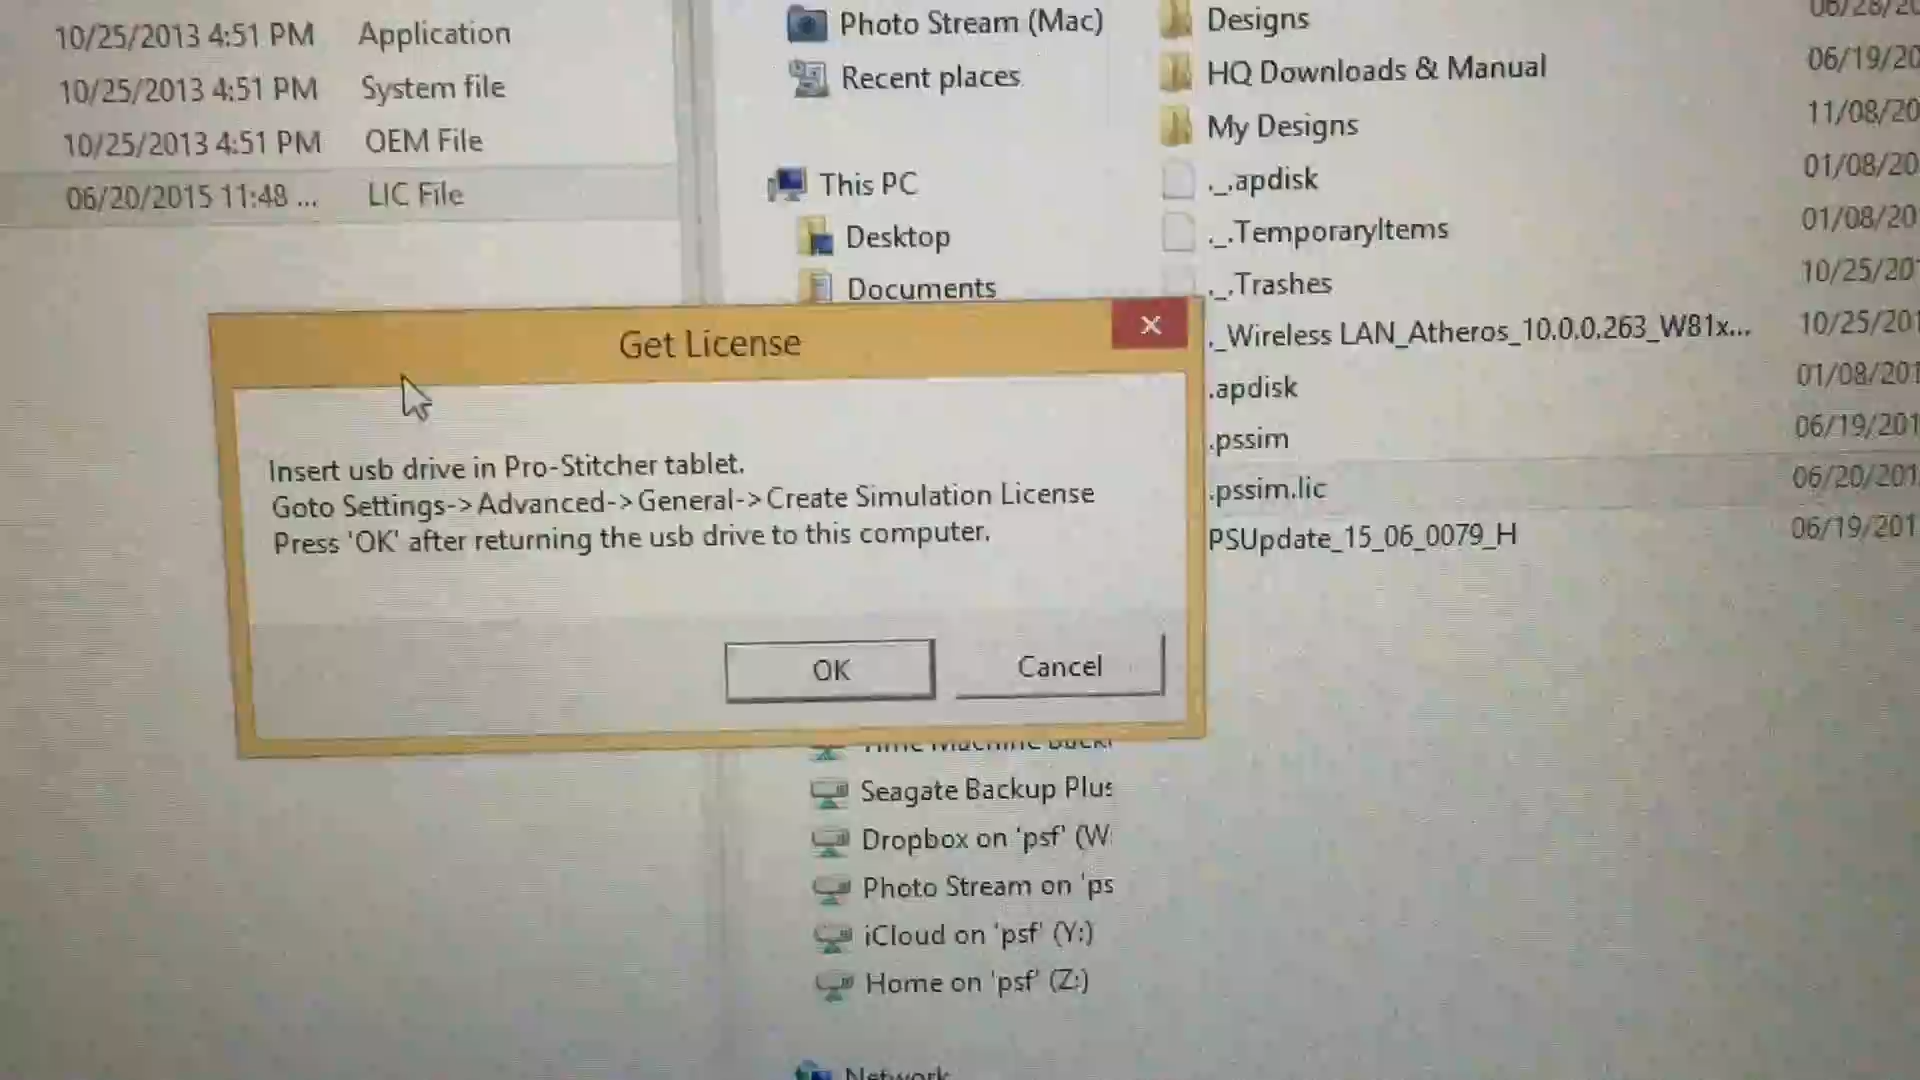 10/25/2013 4:51 PM Application
10/25/2013 4:51 PM System file
10/25/2013 4:51 PM OEM File
06/20/2015 11:48 ... LIC File
Photo Stream (Mac)
Recent places
This PC
Desktop
Documents
Seagate Backup Plus
Dropbox on 'psf' (W
Photo Stream on 'ps
iCloud on 'psf' (Y:)
Home on 'psf' (Z:)
Network
Designs 06/28/20
HQ Downloads & Manual 06/19/20
My Designs 11/08/20
._.apdisk 01/08/20
._.TemporaryItems 01/08/20
._.Trashes 10/25/20
._Wireless LAN_Atheros_10.0.0.263_W81x... 10/25/201
.apdisk 01/08/201
.pssim 06/19/201
.pssim.lic 06/20/201
PSUpdate_15_06_0079_H 06/19/201
Get License
Insert usb drive in Pro-Stitcher tablet.
Goto Settings->Advanced->General->Create Simulation License
Press 'OK' after returning the usb drive to this computer.
OK
Cancel